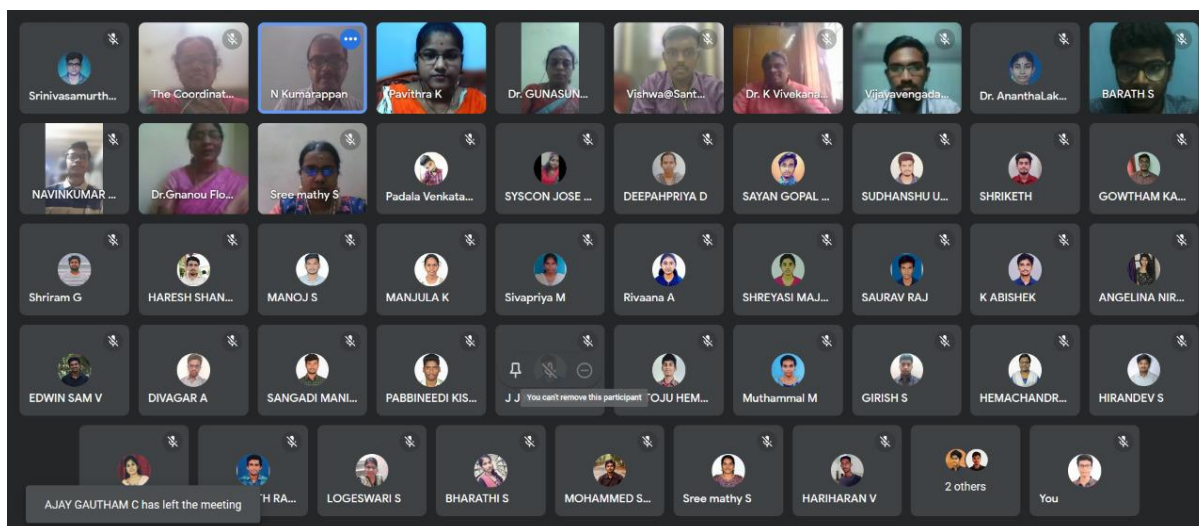 Srinivasamurth...
The Coordinat...
N Kumarappan
Pavithra K
Dr. GUNASUN...
Vishwa@Sant...
Dr. K Vivekana...
Vijayavengada...
Dr. AnanthaLak...
BARATH S
NAVINKUMAR ...
Dr.Gnanou Flo...
Sree mathy S
Padala Venkata...
SYSCON JOSE ...
DEEPAHPRIYA D
SAYAN GOPAL ...
SUDHANSHU U...
SHRIKETH
GOWTHAM KA...
Shriram G
HARESH SHAN...
MANOJ S
MANJULA K
Sivapriya M
Rivaana A
SHREYASI MAJ...
SAURAV RAJ
K ABISHEK
ANGELINA NIR...
EDWIN SAM V
DIVAGAR A
SANGADI MANI...
PABBINEEDI KIS...
J J
You can't remove this participant
OJU HEM...
Muthammal M
GIRISH S
HEMACHANDR...
HIRANDEV S
AJAY GAUTHAM C has left the meeting
H RA...
LOGESWARI S
BHARATHI S
MOHAMMED S...
Sree mathy S
HARIHARAN V
2 others
You